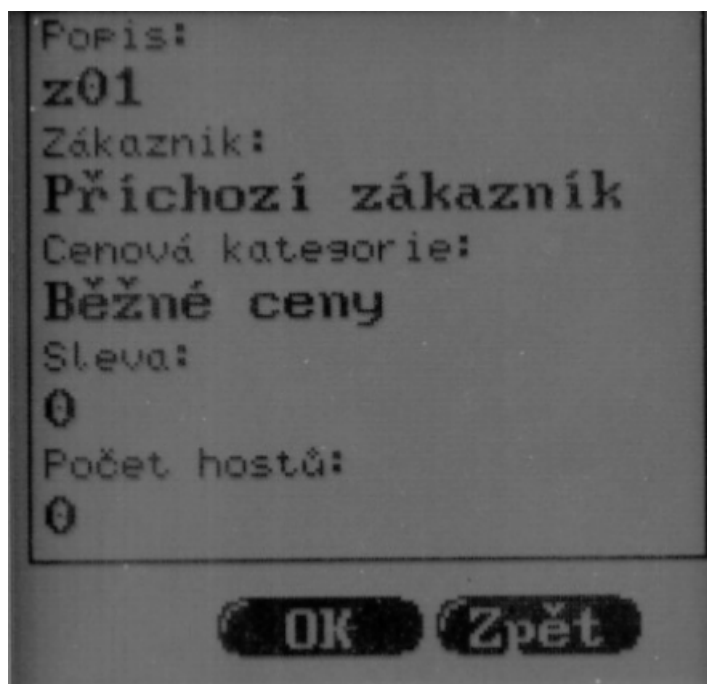 Popis:
z01
Zákazník:
Příchozí zákazník
Cenová kategorie:
Běžné ceny
Sleva:
0
Počet hostů:
0
OK Zpět